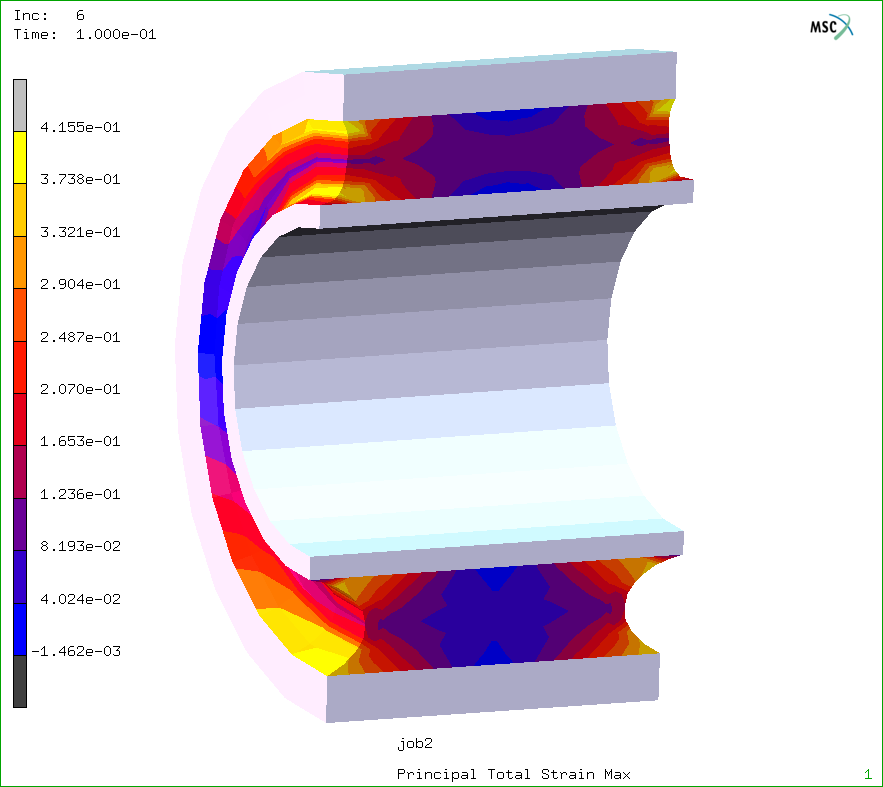 Inc: 6
Time: 1.000e-01
MSC
4.155e-01
3.738e-01
3.321e-01
2.904e-01
2.487e-01
2.070e-01
1.653e-01
1.236e-01
8.193e-02
4.024e-02
-1.462e-03
job2
Principal Total Strain Max
1